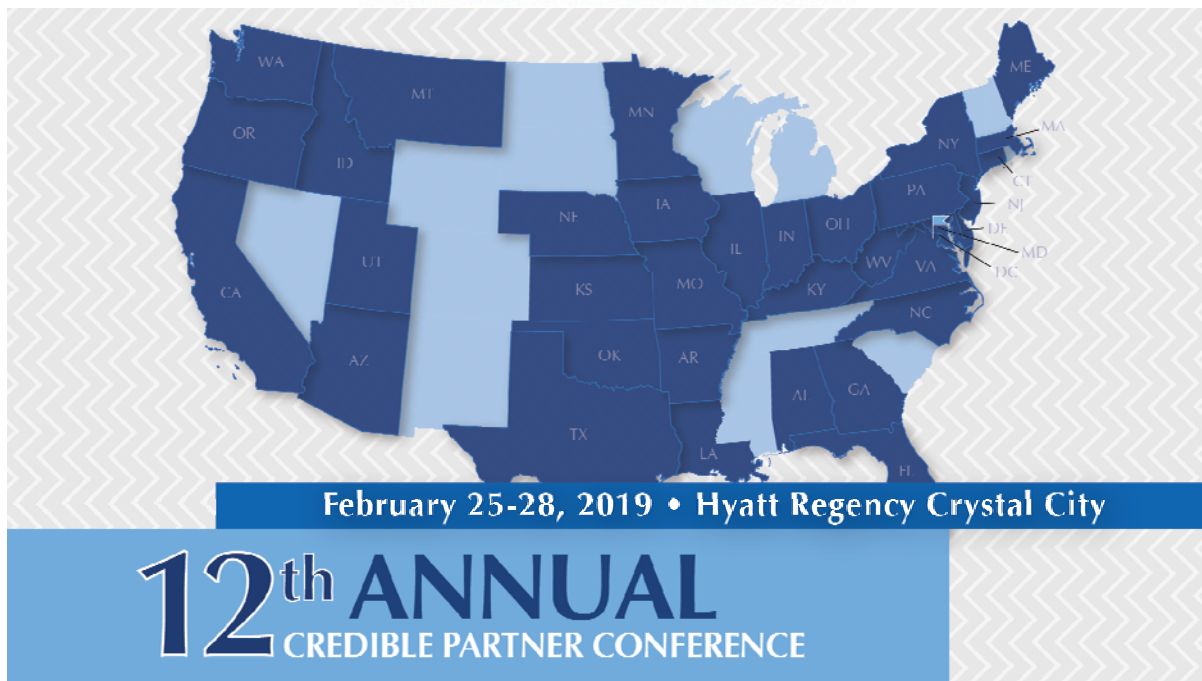 WA
MT
ME
MN
OR
MA
NY
ID
CT
PA
IA
NJ
NE
OH
IL
IN
DE
UT
MD
WV
VA
DC
KS
MO
CA
KY
NC
OK
AR
AZ
GA
AL
TX
LA
FL
February 25-28, 2019 • Hyatt Regency Crystal City
12th ANNUAL
CREDIBLE PARTNER CONFERENCE